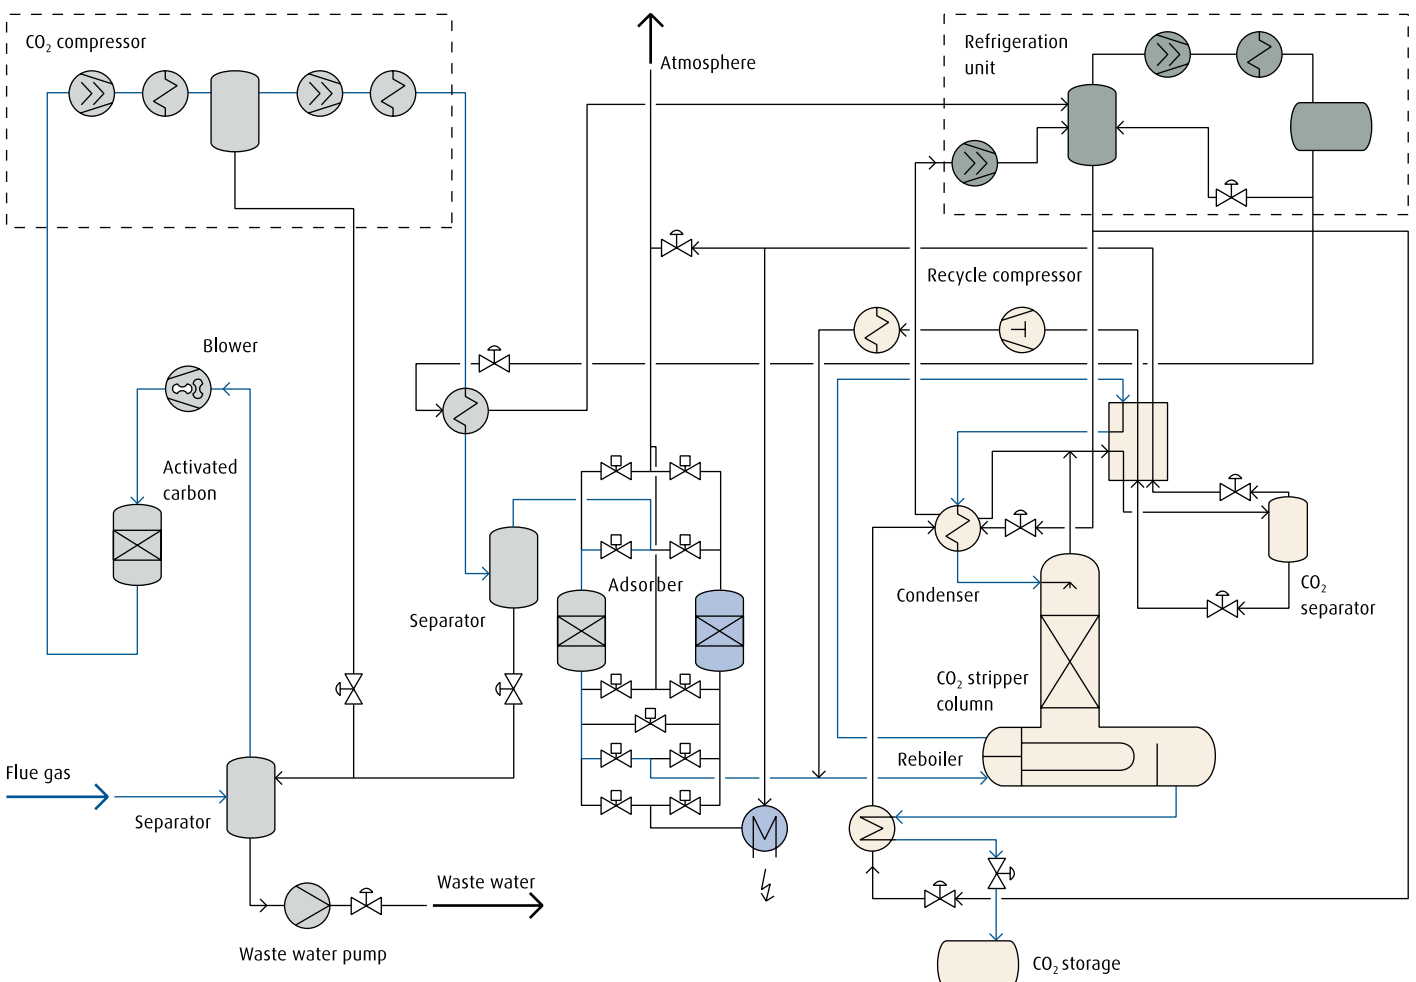 CO₂ compressor
Atmosphere
Refrigeration
unit
Recycle compressor
Blower
Activated
carbon
Adsorber
Separator
Condenser
CO₂
separator
CO₂ stripper
column
Reboiler
Flue gas
Separator
Waste water
Waste water pump
CO₂ storage